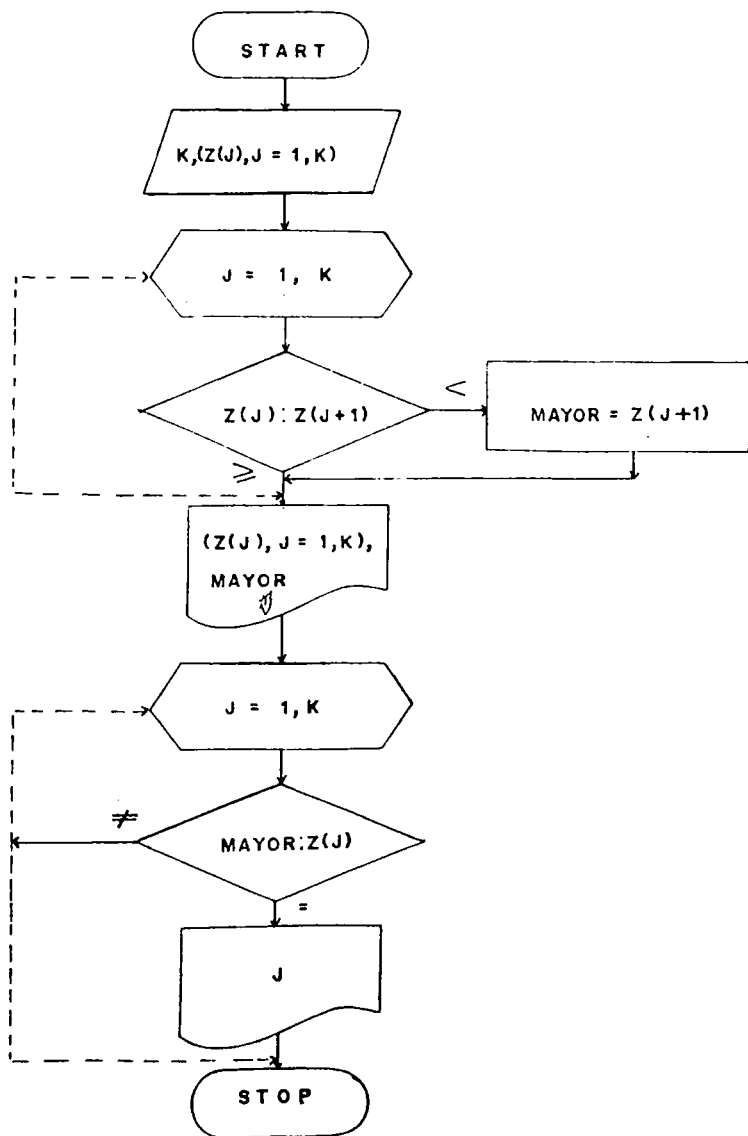 START
K,(Z(J), J = 1, K)
J = 1, K
Z(J) : Z(J+1)
<
MAYOR = Z(J+1)
≥
(Z(J), J = 1,K),
MAYOR
J = 1, K
≠
MAYOR:Z(J)
=
J
STOP